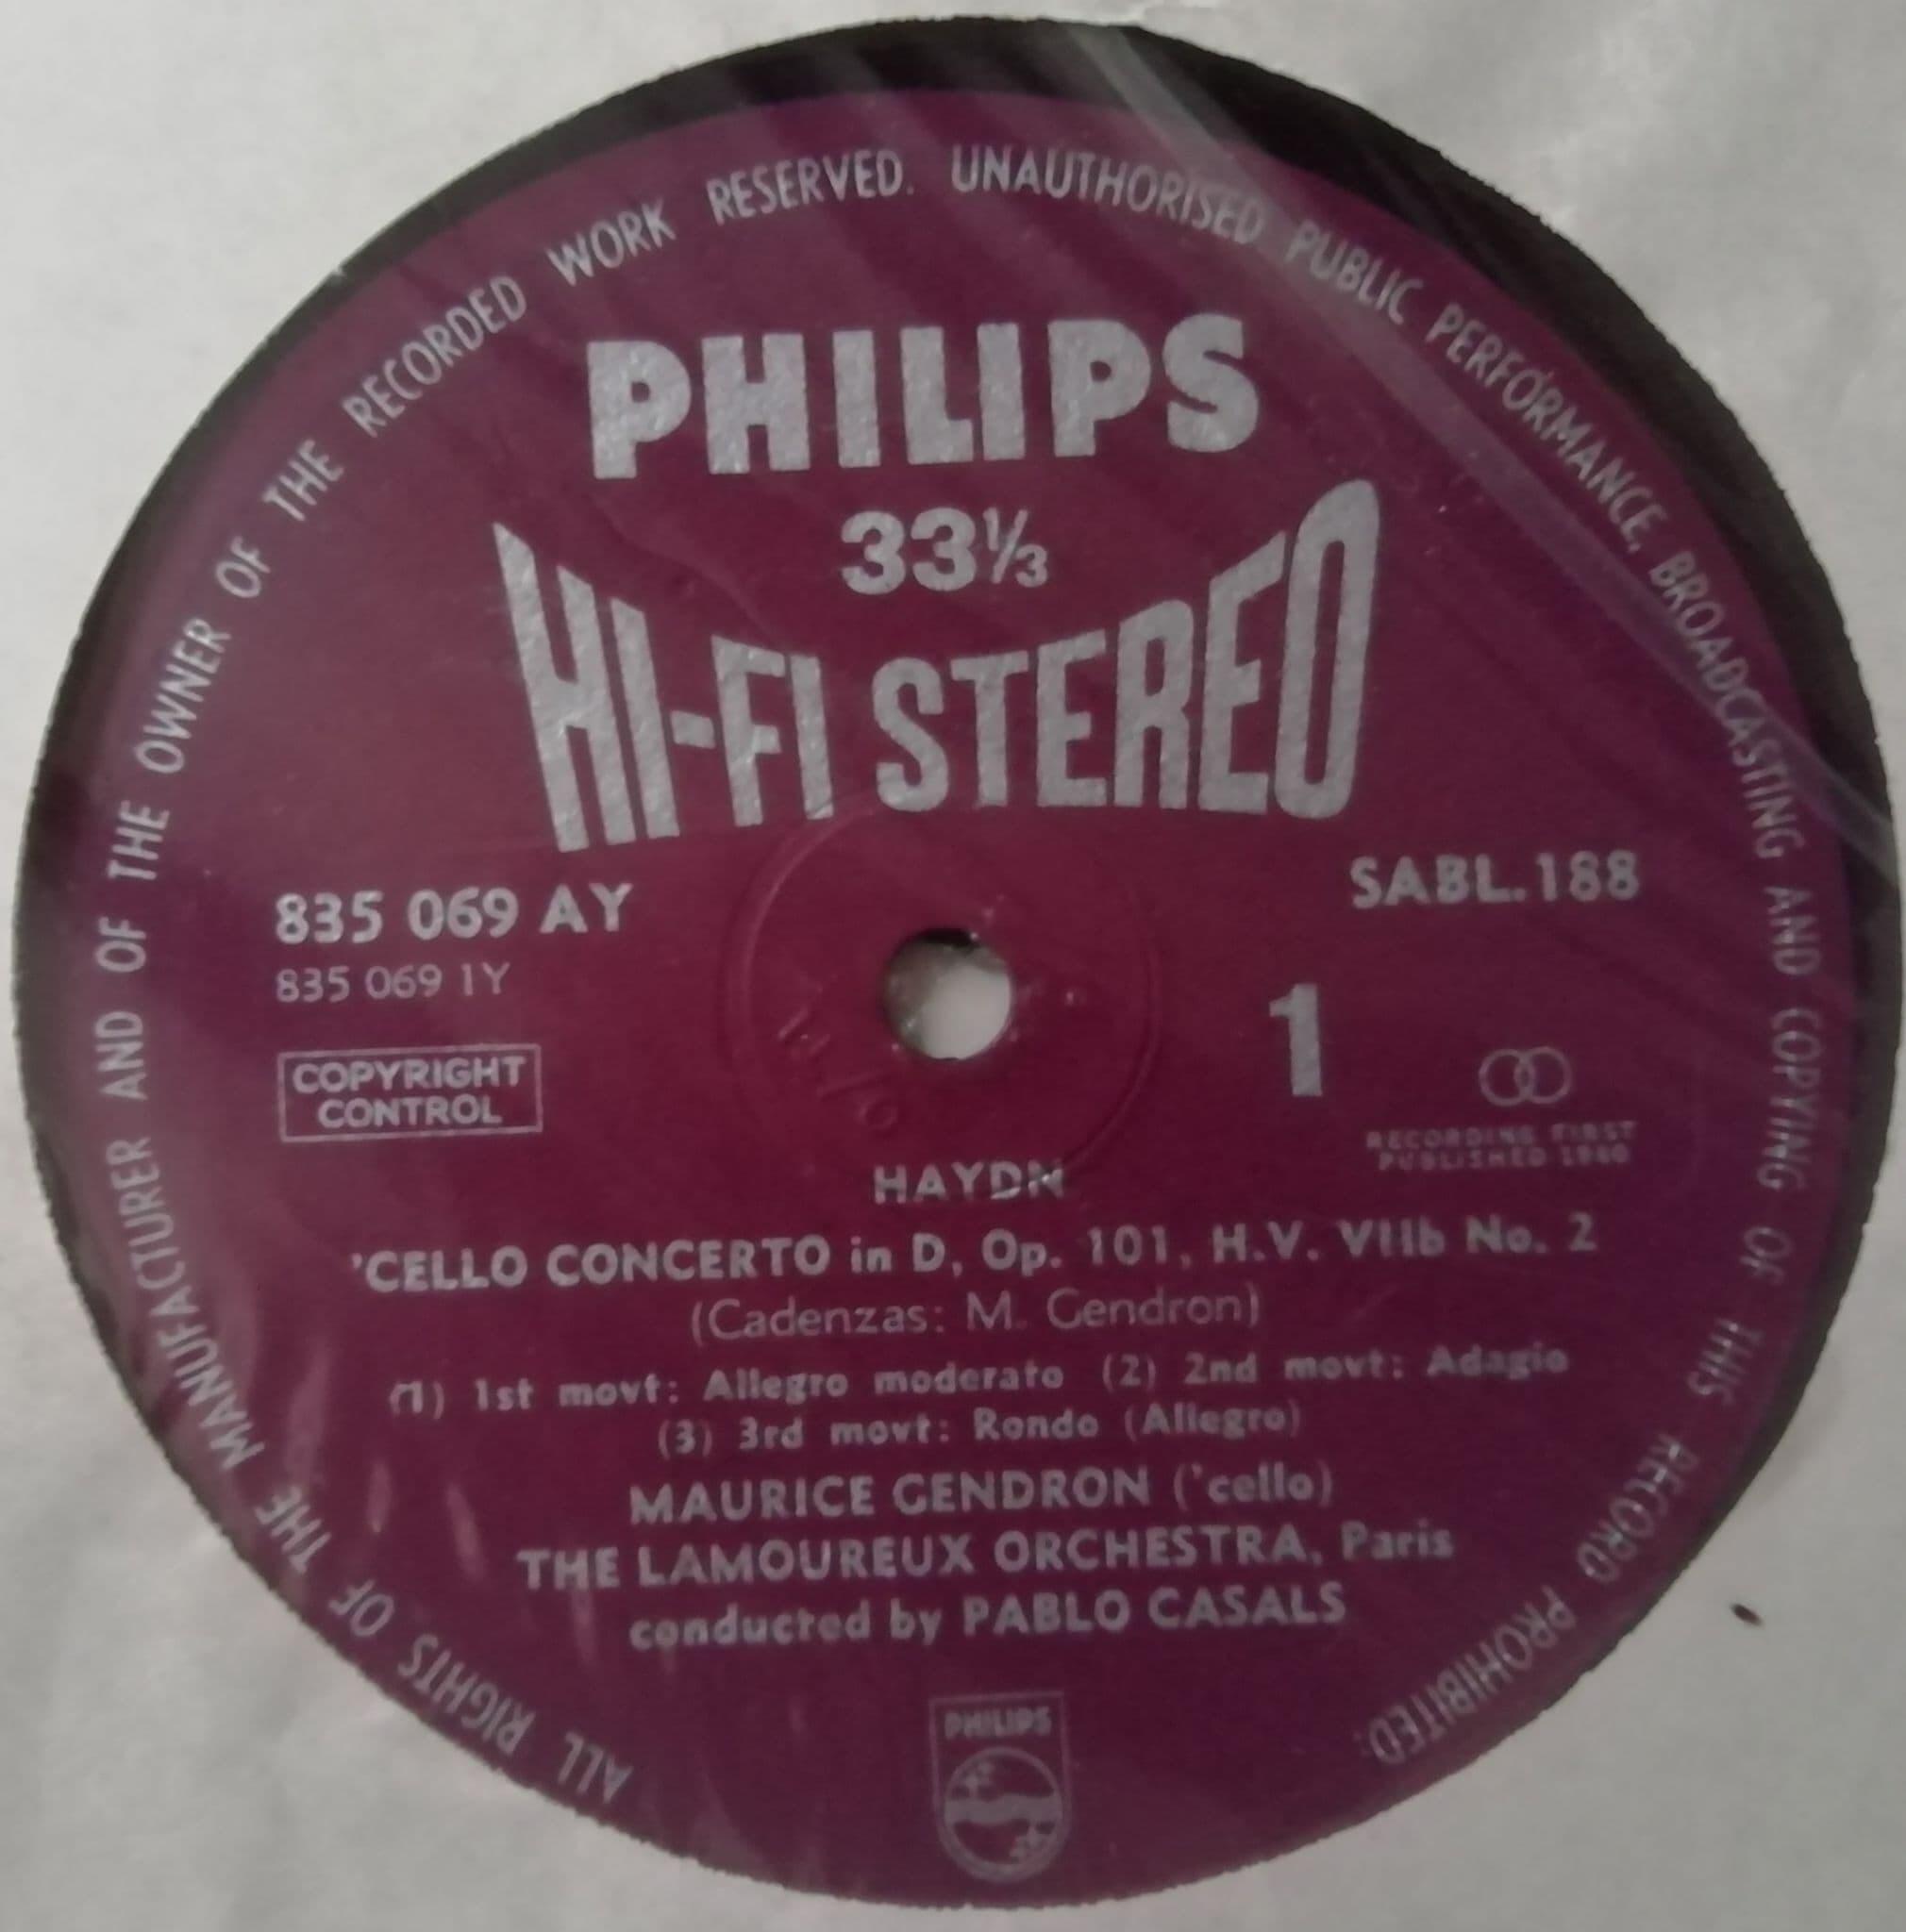 ALL RIGHTS OF THE MANUFACTURER AND OF THE OWNER OF THE RECORDED WORK RESERVED. UNAUTHORISED PUBLIC PERFORMANCE, BROADCASTING AND COPYING OF THIS RECORD PROHIBITED.
PHILIPS
33⅓
HI-FI STEREO
835 069 AY
SABL.188
835 069 1Y
1
COPYRIGHT
CONTROL
RECORDING FIRST
PUBLISHED 1960
HAYDN
'CELLO CONCERTO in D, Op. 101, H.V. VIIb No. 2
(Cadenzas: M. Gendron)
(1) 1st movt: Allegro moderato (2) 2nd movt: Adagio
(3) 3rd movt: Rondo (Allegro)
MAURICE GENDRON ('cello)
THE LAMOUREUX ORCHESTRA, Paris
conducted by PABLO CASALS
PHILIPS